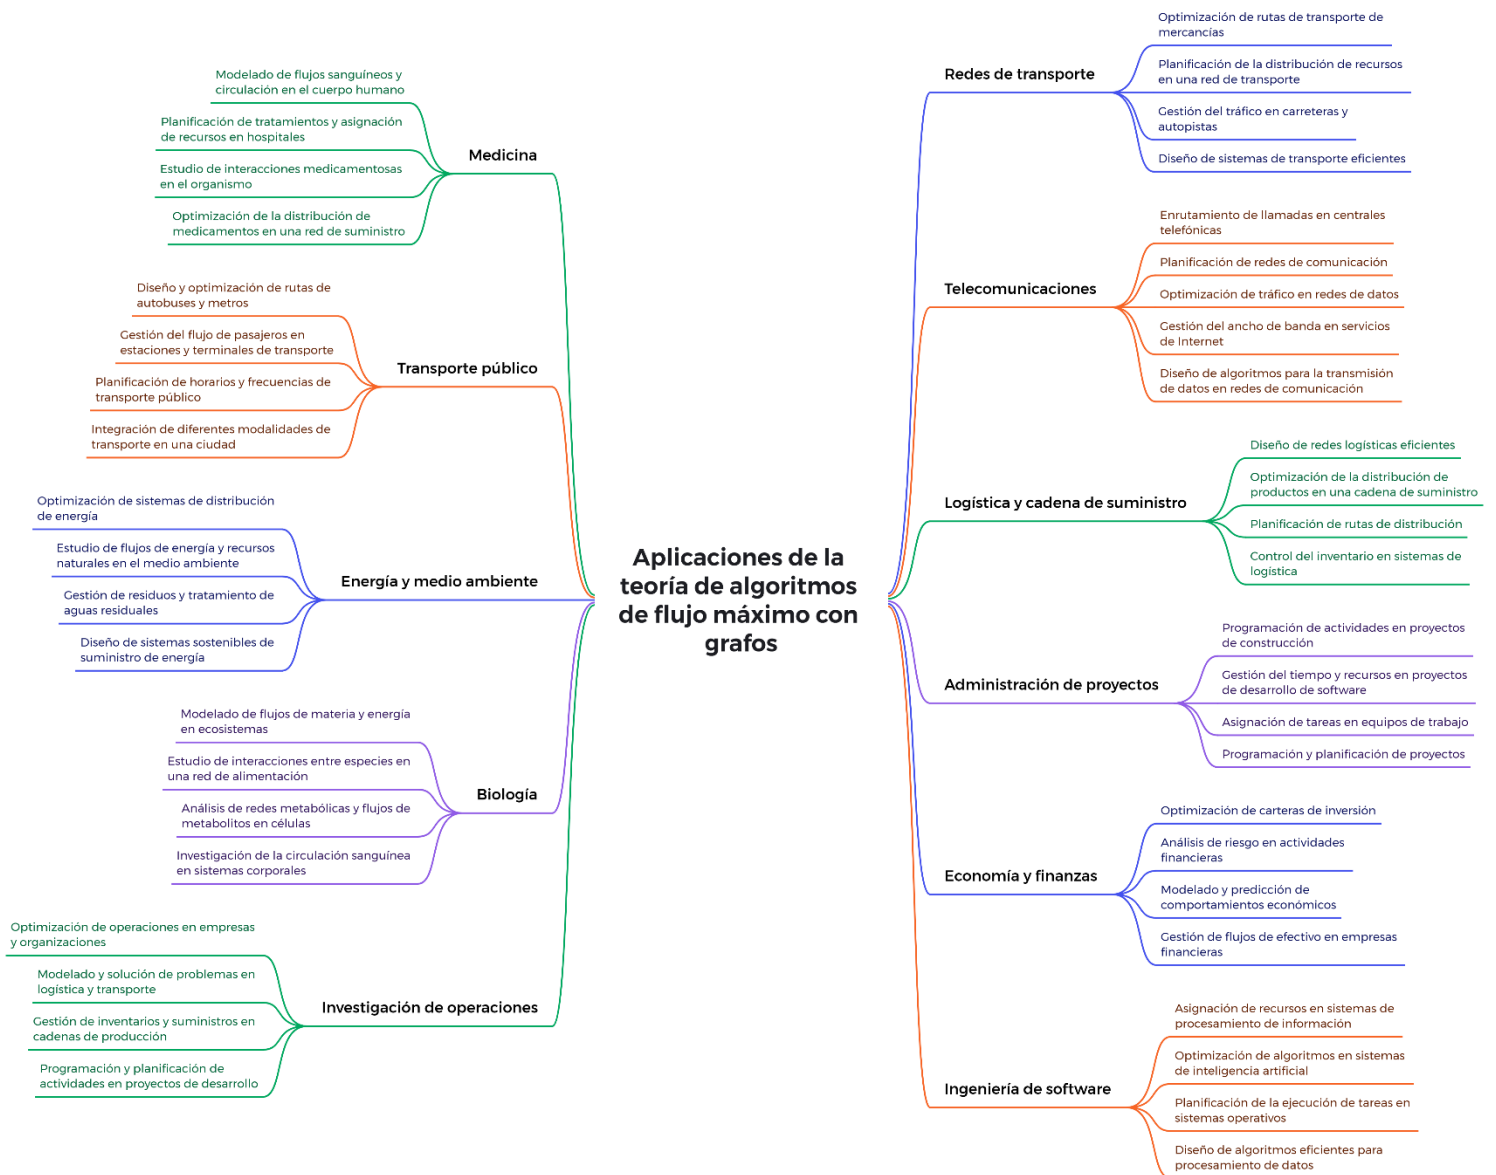 Aplicaciones de la
teoría de algoritmos
de flujo máximo con
grafos
Redes de transporte
Optimización de rutas de transporte de
mercancías
Planificación de la distribución de recursos
en una red de transporte
Gestión del tráfico en carreteras y
autopistas
Diseño de sistemas de transporte eficientes
Telecomunicaciones
Enrutamiento de llamadas en centrales
telefónicas
Planificación de redes de comunicación
Optimización de tráfico en redes de datos
Gestión del ancho de banda en servicios
de Internet
Diseño de algoritmos para la transmisión
de datos en redes de comunicación
Logística y cadena de suministro
Diseño de redes logísticas eficientes
Optimización de la distribución de
productos en una cadena de suministro
Planificación de rutas de distribución
Control del inventario en sistemas de
logística
Administración de proyectos
Programación de actividades en proyectos
de construcción
Gestión del tiempo y recursos en proyectos
de desarrollo de software
Asignación de tareas en equipos de trabajo
Programación y planificación de proyectos
Economía y finanzas
Optimización de carteras de inversión
Análisis de riesgo en actividades
financieras
Modelado y predicción de
comportamientos económicos
Gestión de flujos de efectivo en empresas
financieras
Ingeniería de software
Asignación de recursos en sistemas de
procesamiento de información
Optimización de algoritmos en sistemas
de inteligencia artificial
Planificación de la ejecución de tareas en
sistemas operativos
Diseño de algoritmos eficientes para
procesamiento de datos
Medicina
Modelado de flujos sanguíneos y
circulación en el cuerpo humano
Planificación de tratamientos y asignación
de recursos en hospitales
Estudio de interacciones medicamentosas
en el organismo
Optimización de la distribución de
medicamentos en una red de suministro
Transporte público
Diseño y optimización de rutas de
autobuses y metros
Gestión del flujo de pasajeros en
estaciones y terminales de transporte
Planificación de horarios y frecuencias de
transporte público
Integración de diferentes modalidades de
transporte en una ciudad
Energía y medio ambiente
Optimización de sistemas de distribución
de energía
Estudio de flujos de energía y recursos
naturales en el medio ambiente
Gestión de residuos y tratamiento de
aguas residuales
Diseño de sistemas sostenibles de
suministro de energía
Biología
Modelado de flujos de materia y energía
en ecosistemas
Estudio de interacciones entre especies en
una red de alimentación
Análisis de redes metabólicas y flujos de
metabolitos en células
Investigación de la circulación sanguínea
en sistemas corporales
Investigación de operaciones
Optimización de operaciones en empresas
y organizaciones
Modelado y solución de problemas en
logística y transporte
Gestión de inventarios y suministros en
cadenas de producción
Programación y planificación de
actividades en proyectos de desarrollo